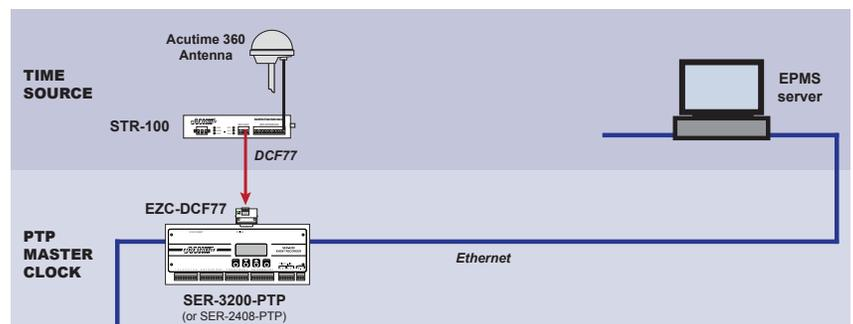 Acutime 360
Antenna
TIME
SOURCE
EPMS
server
STR-100
DCF77
EZC-DCF77
PTP
MASTER
CLOCK
Ethernet
SER-3200-PTP
(or SER-2408-PTP)